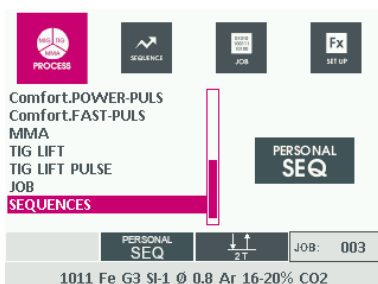 MIG TIG
MMA
PROCESS
SEQUENCE
JOB
Fx
SET UP
Comfort.POWER-PULS
Comfort.FAST-PULS
MMA
TIG LIFT
TIG LIFT PULSE
JOB
SEQUENCES
PERSONAL
SEQ
PERSONAL
SEQ
2T
JOB: 003
1011 Fe G3 SI-1 Ø 0.8 Ar 16-20% CO2